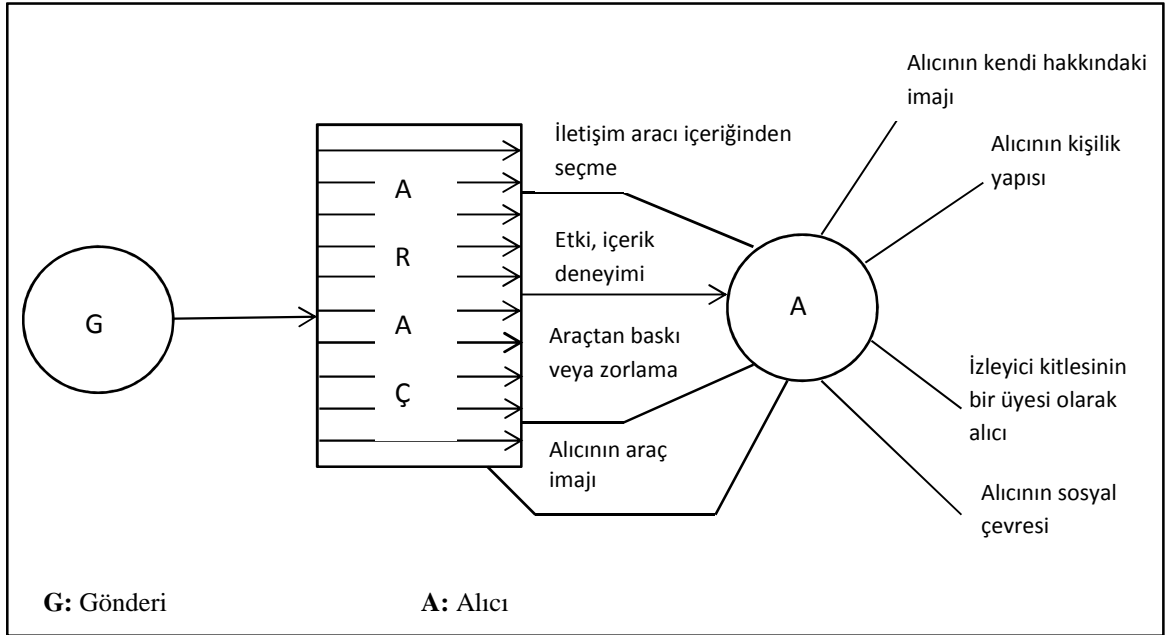 Alıcının kendi hakkındaki
imajı
İletişim aracı içeriğinden
seçme
Alıcının kişilik
yapısı
A
R
A
Ç
Etki, içerik
deneyimi
G
A
Araçtan baskı
veya zorlama
İzleyici kitlesinin
bir üyesi olarak
alıcı
Alıcının araç
imajı
Alıcının sosyal
çevresi
G: Gönderi
A: Alıcı